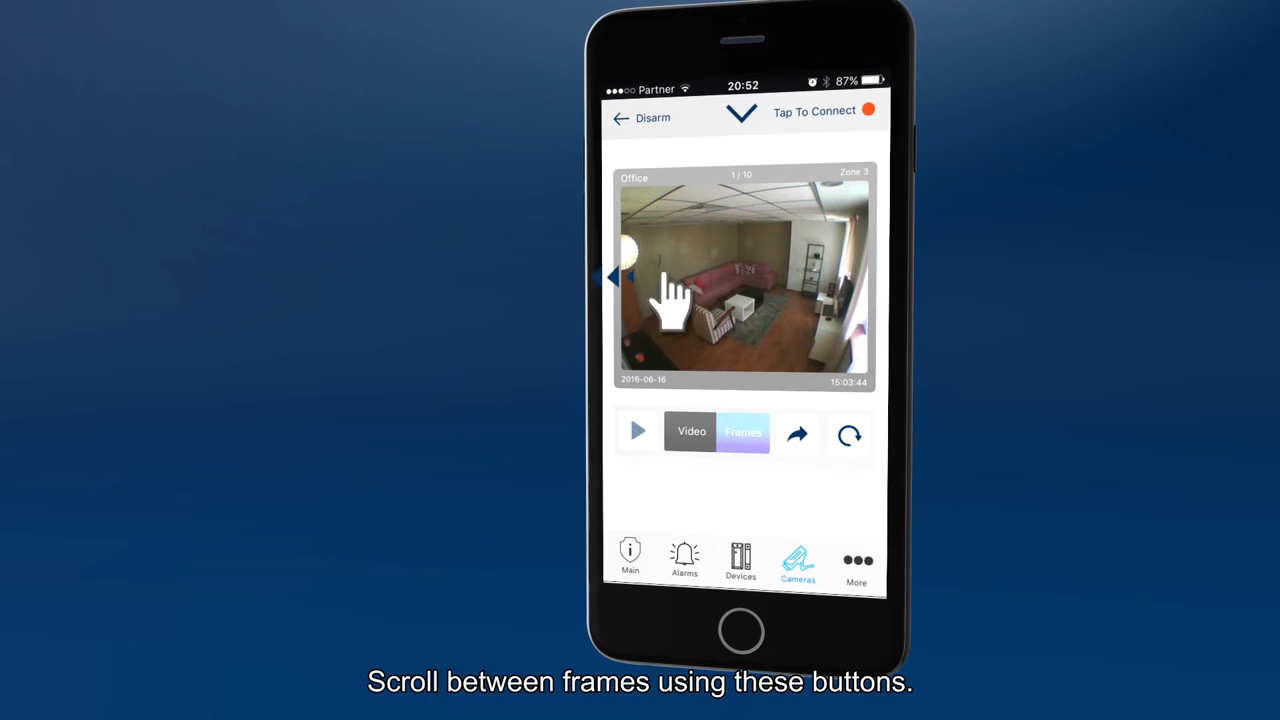 Partner 20:52 87%
Disarm Tap To Connect
Office 1 / 10 Zone 3
2016-06-16 15:03:44
Video Frames
Main Alarms Devices Cameras More
Scroll between frames using these buttons.